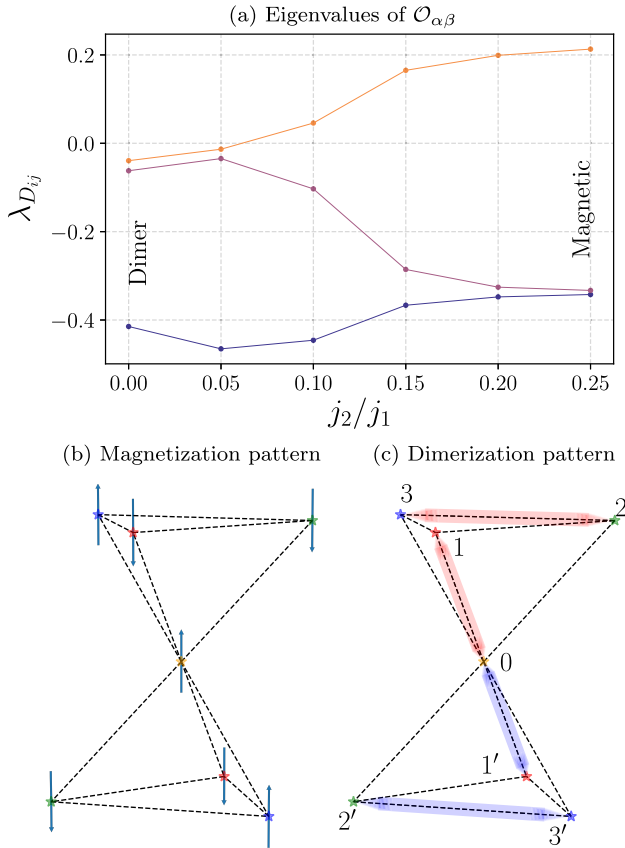 (a) Eigenvalues of 𝒪αβ
0.2
0.0
−0.2
−0.4
λDij
Dimer
Magnetic
0.00 0.05 0.10 0.15 0.20 0.25
j2/j1
(b) Magnetization pattern
(c) Dimerization pattern
3
2
1
0
1′
2′
3′